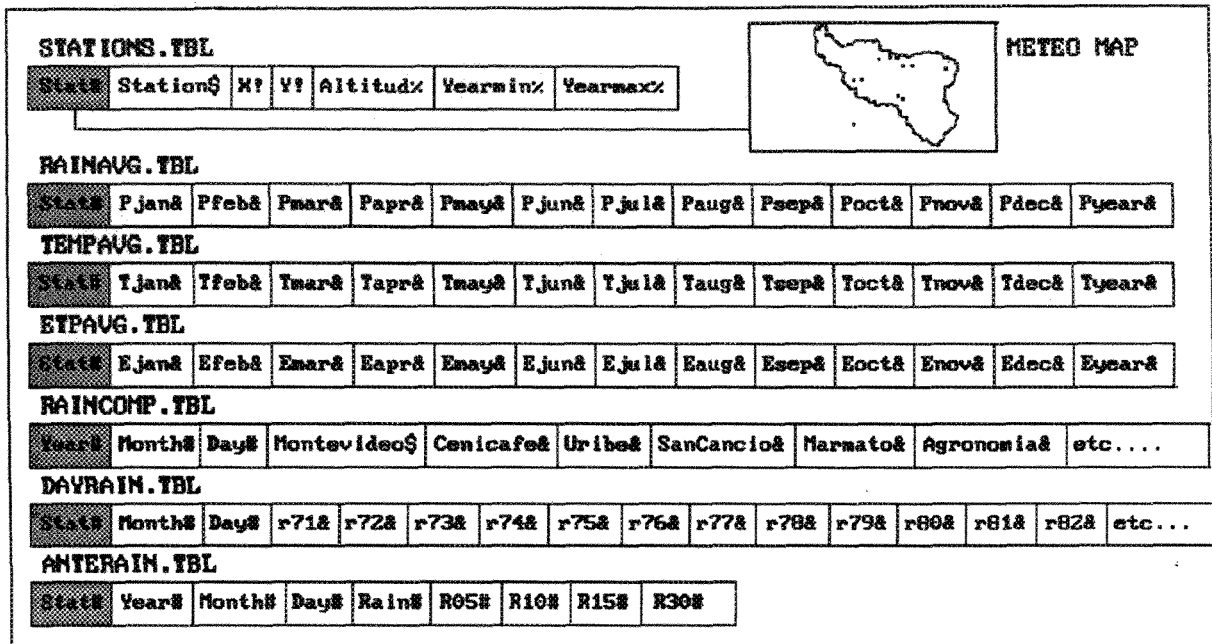 STATIONS.TBL
METEO MAP
Stat# Station$ X! Y! Altitud% Yearmin% Yearmax%
RAINAVG.TBL
Stat# Pjan& Pfeb& Pmar& Papr& Pmay& Pjun& Pjul& Paug& Psep& Poct& Pnov& Pdec& Pyear&
TEMPAVG.TBL
Stat# Tjan& Tfeb& Tmar& Tapr& Tmay& Tjun& Tjul& Taug& Tsep& Toct& Tnov& Tdec& Tyear&
ETPAVG.TBL
Stat# Ejan& Efeb& Emar& Eapr& Emay& Ejun& Ejul& Eaug& Esep& Eoct& Enov& Edec& Eyear&
RAINCOMP.TBL
Year# Month# Day# Montevideo$ Cenicafe& Uribe& SanCancio& Marmato& Agronomia& etc....
DAYRAIN.TBL
Stat# Month# Day# r71& r72& r73& r74& r75& r76& r77& r78& r79& r80& r81& r82& etc...
ANTERAIN.TBL
Stat# Year# Month# Day# Rain# R05# R10# R15# R30#